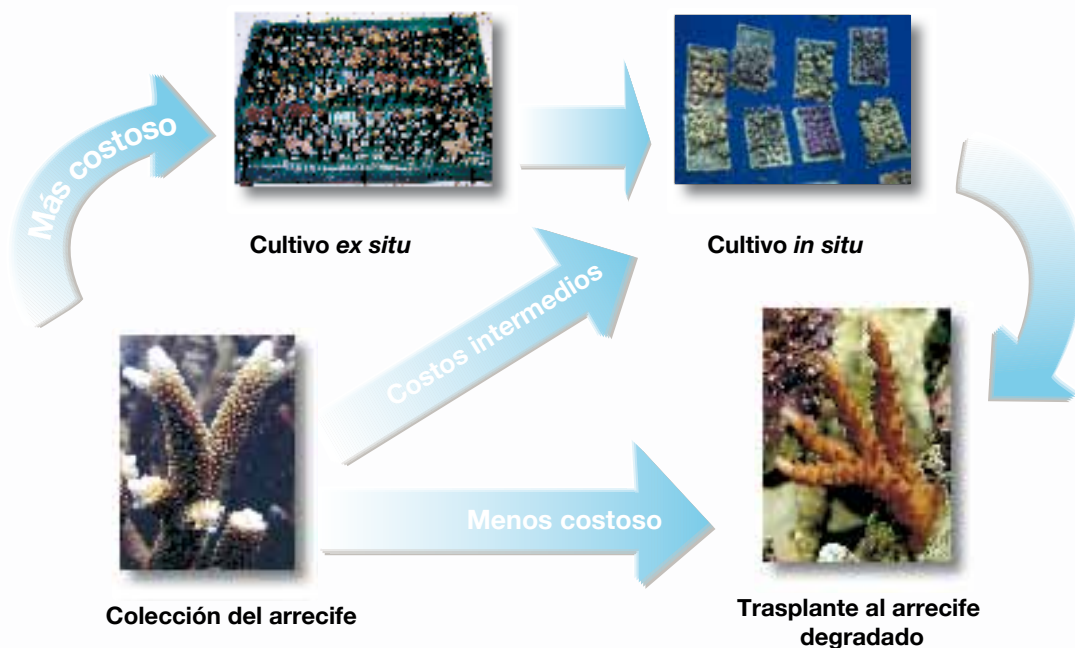 Más costoso
Cultivo ex situ
Cultivo in situ
Costos intermedios
Menos costoso
Colección del arrecife
Trasplante al arrecife
degradado